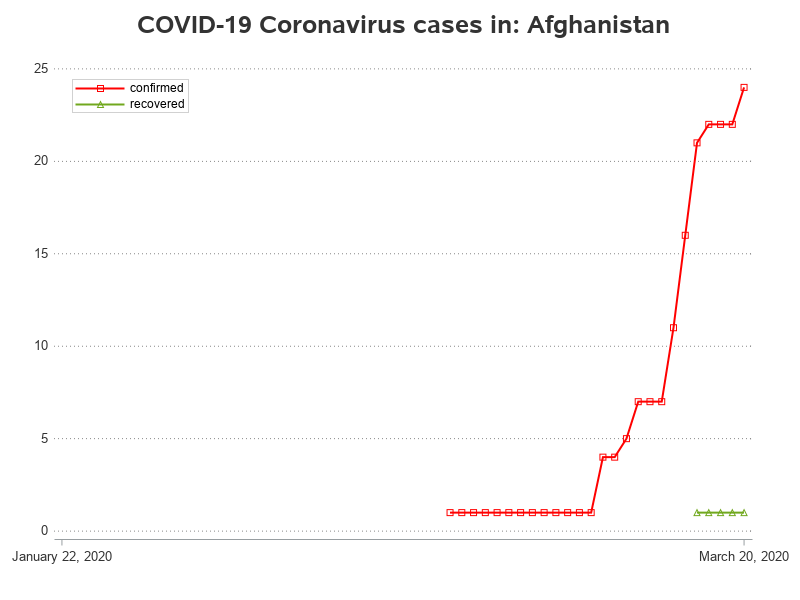 COVID-19 Coronavirus cases in: Afghanistan
25
confirmed
recovered
20
15
10
5
0
January 22, 2020
March 20, 2020